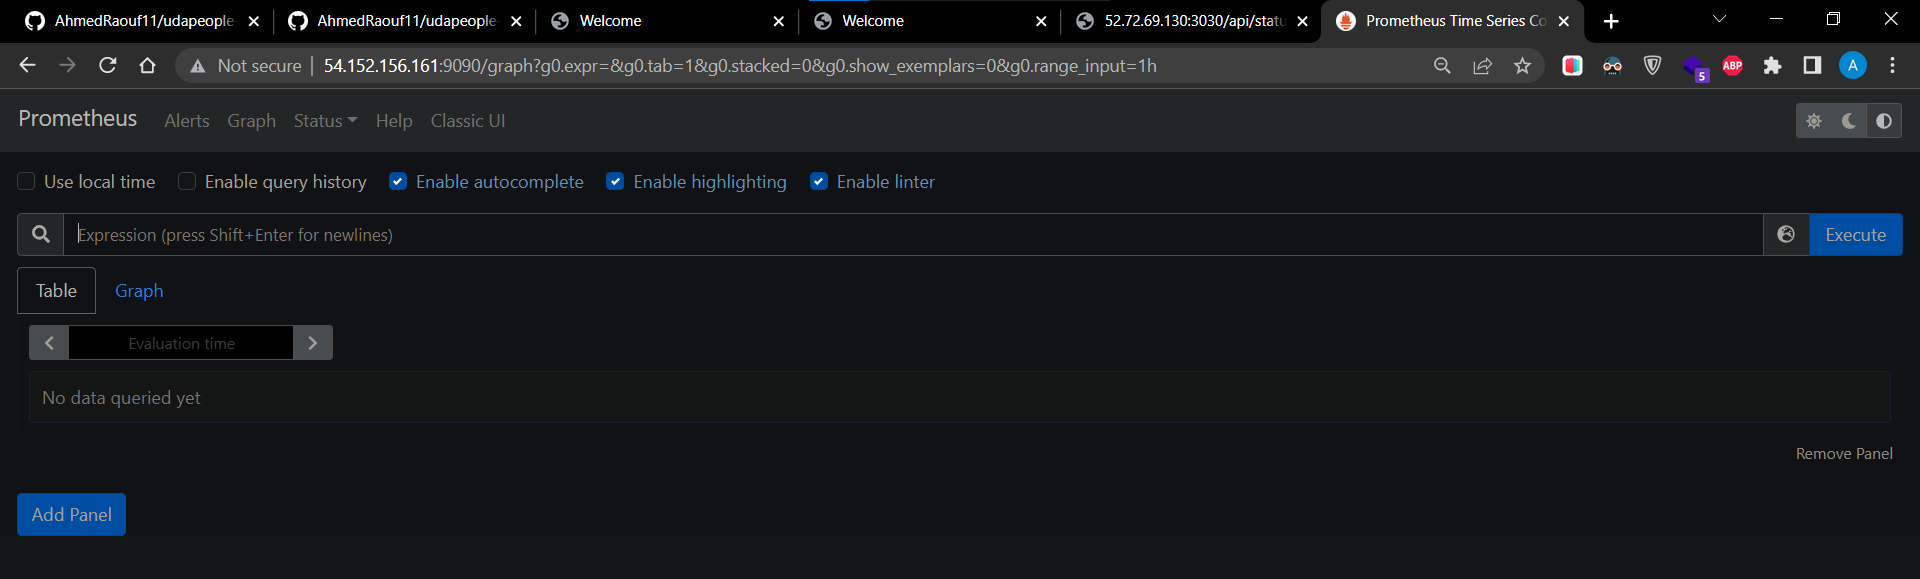 AhmedRaouf11/udapeople- AhmedRaouf11/udapeople- Welcome Welcome 52.72.69.130:3030/api/statu Prometheus Time Series Co
Not secure 54.152.156.161:9090/graph?g0.expr=&g0.tab=1&g0.stacked=0&g0.show_exemplars=0&g0.range_input=1h 5 ABP A
Prometheus Alerts Graph Status Help Classic UI
Use local time Enable query history Enable autocomplete Enable highlighting Enable linter
Expression (press Shift+Enter for newlines) Execute
Table Graph
Evaluation time
No data queried yet
Remove Panel
Add Panel